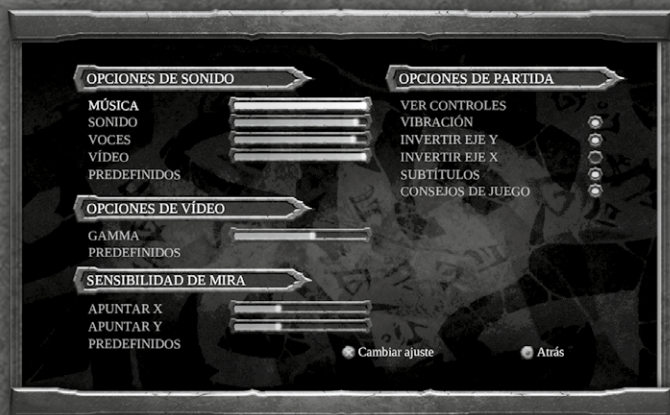 OPCIONES DE SONIDO
MÚSICA
SONIDO
VOCES
VÍDEO
PREDEFINIDOS
OPCIONES DE VÍDEO
GAMMA
PREDEFINIDOS
SENSIBILIDAD DE MIRA
APUNTAR X
APUNTAR Y
PREDEFINIDOS
OPCIONES DE PARTIDA
VER CONTROLES
VIBRACIÓN
INVERTIR EJE Y
INVERTIR EJE X
SUBTÍTULOS
CONSEJOS DE JUEGO
Cambiar ajuste
Atrás